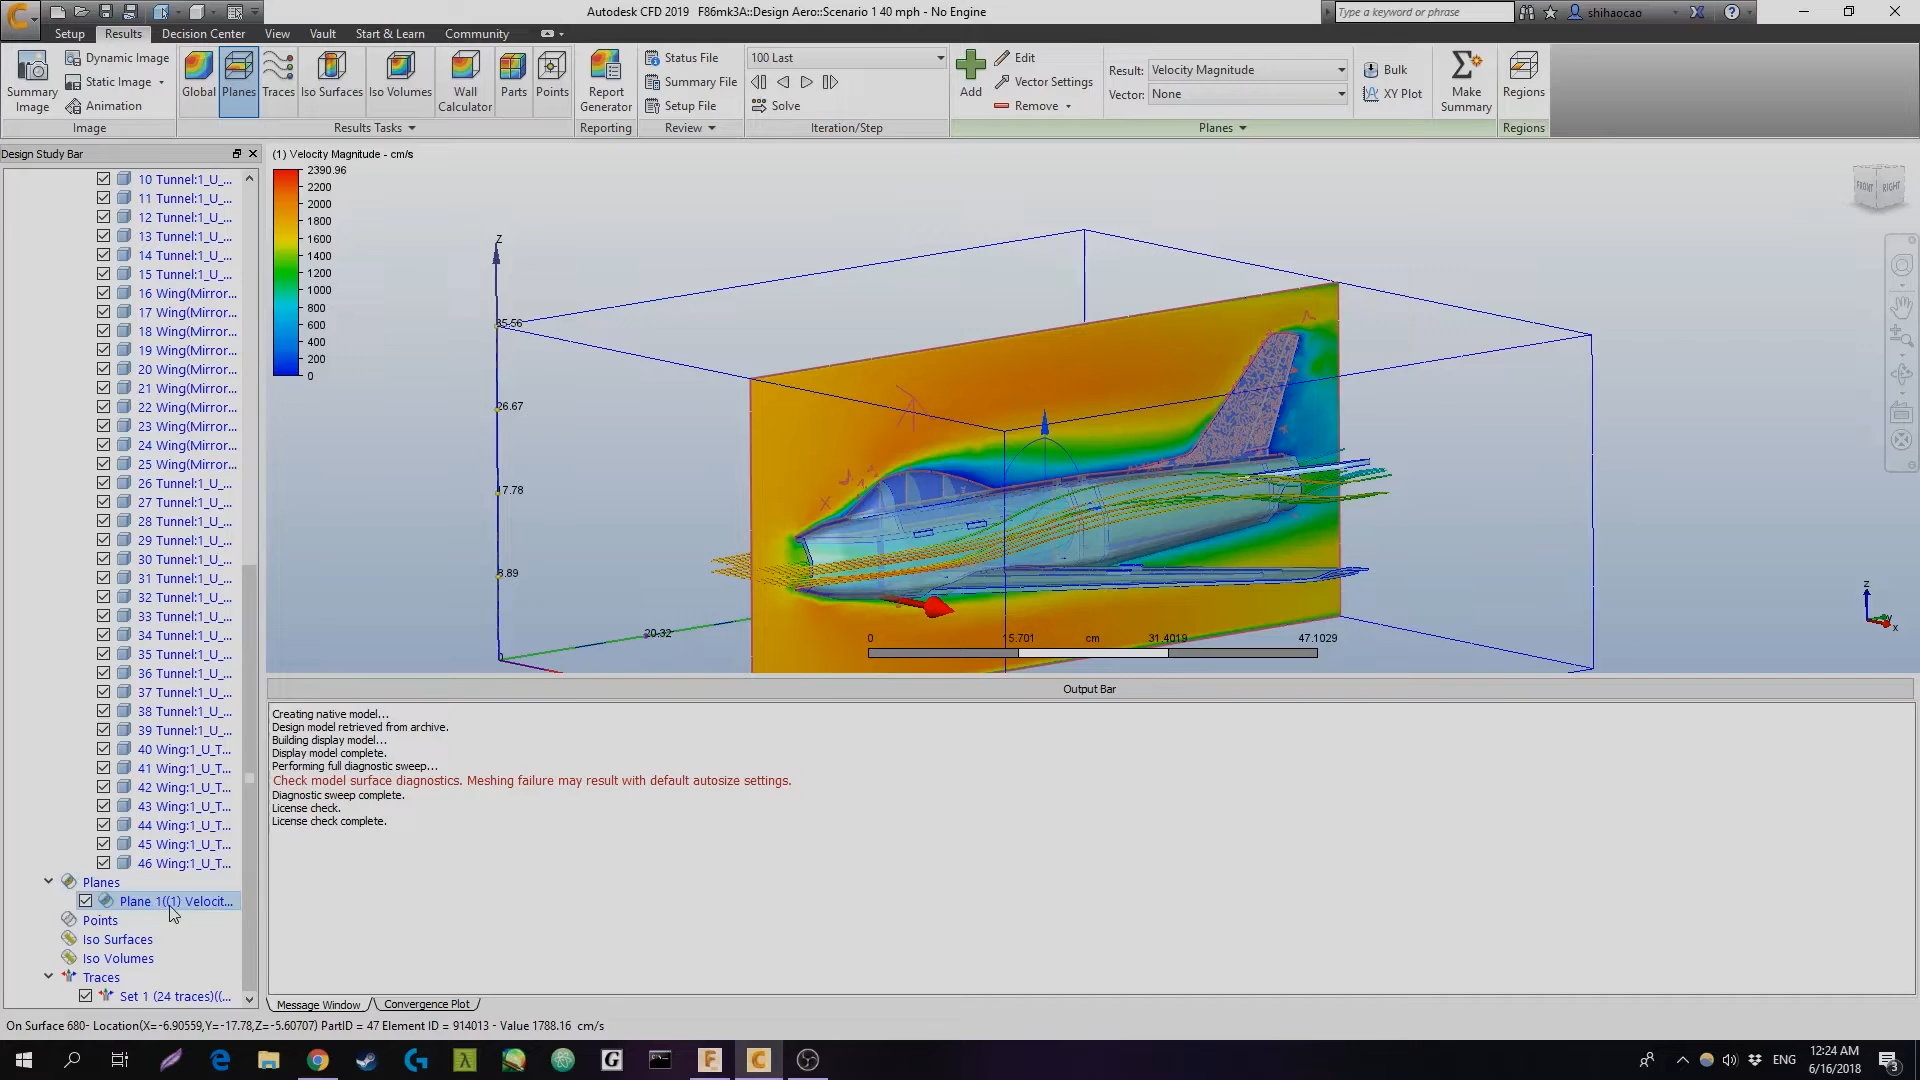 Autodesk CFD 2019 F86mk3A::Design Aero::Scenario 1 40 mph - No Engine
Type a keyword or phrase
shihaocao
Setup Results Decision Center View Vault Start & Learn Community
Summary Image
Dynamic Image
Static Image
Animation
Image
Global Planes Traces Iso Surfaces Iso Volumes Wall Calculator Parts Points
Results Tasks
Report Generator
Reporting
Status File
Summary File
Setup File
Review
100 Last
Solve
Iteration/Step
Add
Edit
Vector Settings
Remove
Result: Velocity Magnitude
Vector: None
Planes
Bulk
XY Plot
Make Summary
Regions
Regions
Design Study Bar
10 Tunnel:1_U_...
11 Tunnel:1_U_...
12 Tunnel:1_U_...
13 Tunnel:1_U_...
14 Tunnel:1_U_...
15 Tunnel:1_U_...
16 Wing(Mirror...
17 Wing(Mirror...
18 Wing(Mirror...
19 Wing(Mirror...
20 Wing(Mirror...
21 Wing(Mirror...
22 Wing(Mirror...
23 Wing(Mirror...
24 Wing(Mirror...
25 Wing(Mirror...
26 Tunnel:1_U_...
27 Tunnel:1_U_...
28 Tunnel:1_U_...
29 Tunnel:1_U_...
30 Tunnel:1_U_...
31 Tunnel:1_U_...
32 Tunnel:1_U_...
33 Tunnel:1_U_...
34 Tunnel:1_U_...
35 Tunnel:1_U_...
36 Tunnel:1_U_...
37 Tunnel:1_U_...
38 Tunnel:1_U_...
39 Tunnel:1_U_...
40 Wing:1_U_T...
41 Wing:1_U_T...
42 Wing:1_U_T...
43 Wing:1_U_T...
44 Wing:1_U_T...
45 Wing:1_U_T...
46 Wing:1_U_T...
Planes
Plane 1((1) Velocit...
Points
Iso Surfaces
Iso Volumes
Traces
Set 1 (24 traces)((...
(1) Velocity Magnitude - cm/s
2390.96
2200
2000
1800
1600
1400
1200
1000
800
600
400
200
0
Z
35.56
26.67
17.78
8.89
20.32
0 15.701 cm 31.4019 47.1029
FRONT RIGHT
Z
X
Output Bar
Creating native model...
Design model retrieved from archive.
Building display model...
Display model complete.
Performing full diagnostic sweep...
Check model surface diagnostics. Meshing failure may result with default autosize settings.
Diagnostic sweep complete.
License check.
License check complete.
Message Window Convergence Plot
On Surface 680- Location(X=-6.90559,Y=-17.78,Z=-5.60707) PartID = 47 Element ID = 914013 - Value 1788.16 cm/s
ENG
12:24 AM
6/16/2018
3